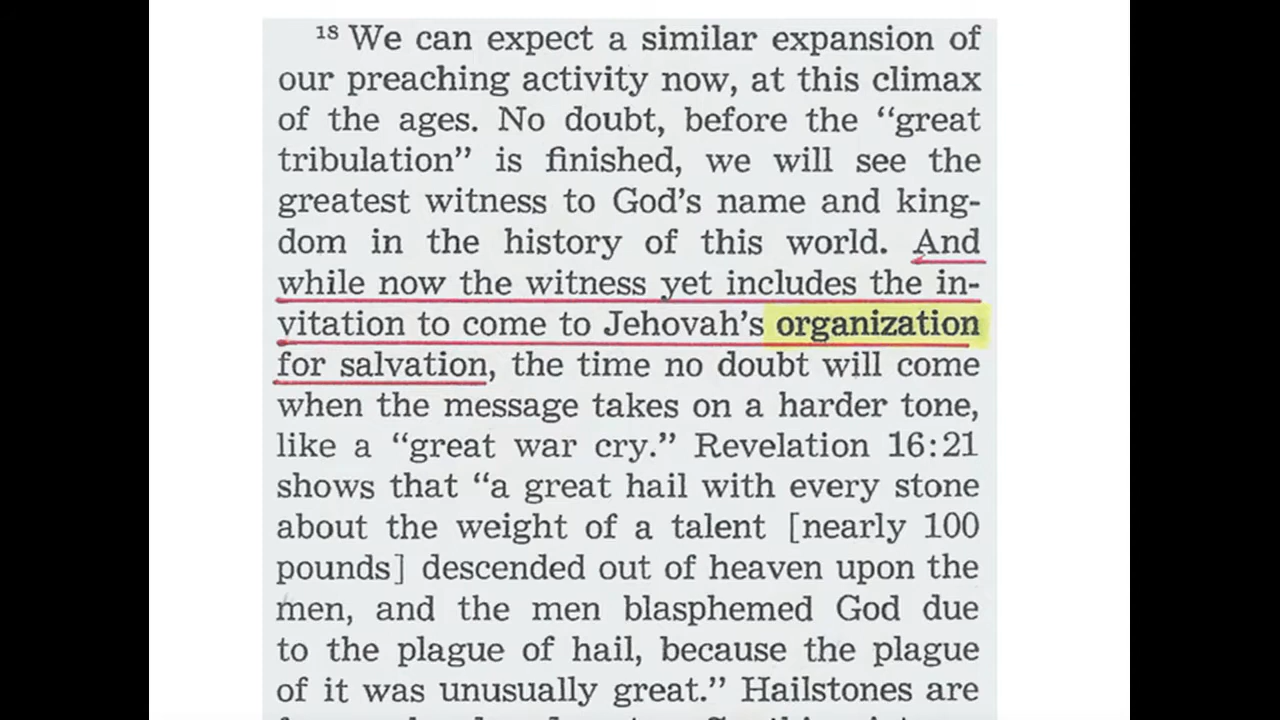 18 We can expect a similar expansion of
our preaching activity now, at this climax
of the ages. No doubt, before the “great
tribulation” is finished, we will see the
greatest witness to God’s name and king-
dom in the history of this world. And
while now the witness yet includes the in-
vitation to come to Jehovah’s organization
for salvation, the time no doubt will come
when the message takes on a harder tone,
like a “great war cry.” Revelation 16:21
shows that “a great hail with every stone
about the weight of a talent [nearly 100
pounds] descended out of heaven upon the
men, and the men blasphemed God due
to the plague of hail, because the plague
of it was unusually great.” Hailstones are